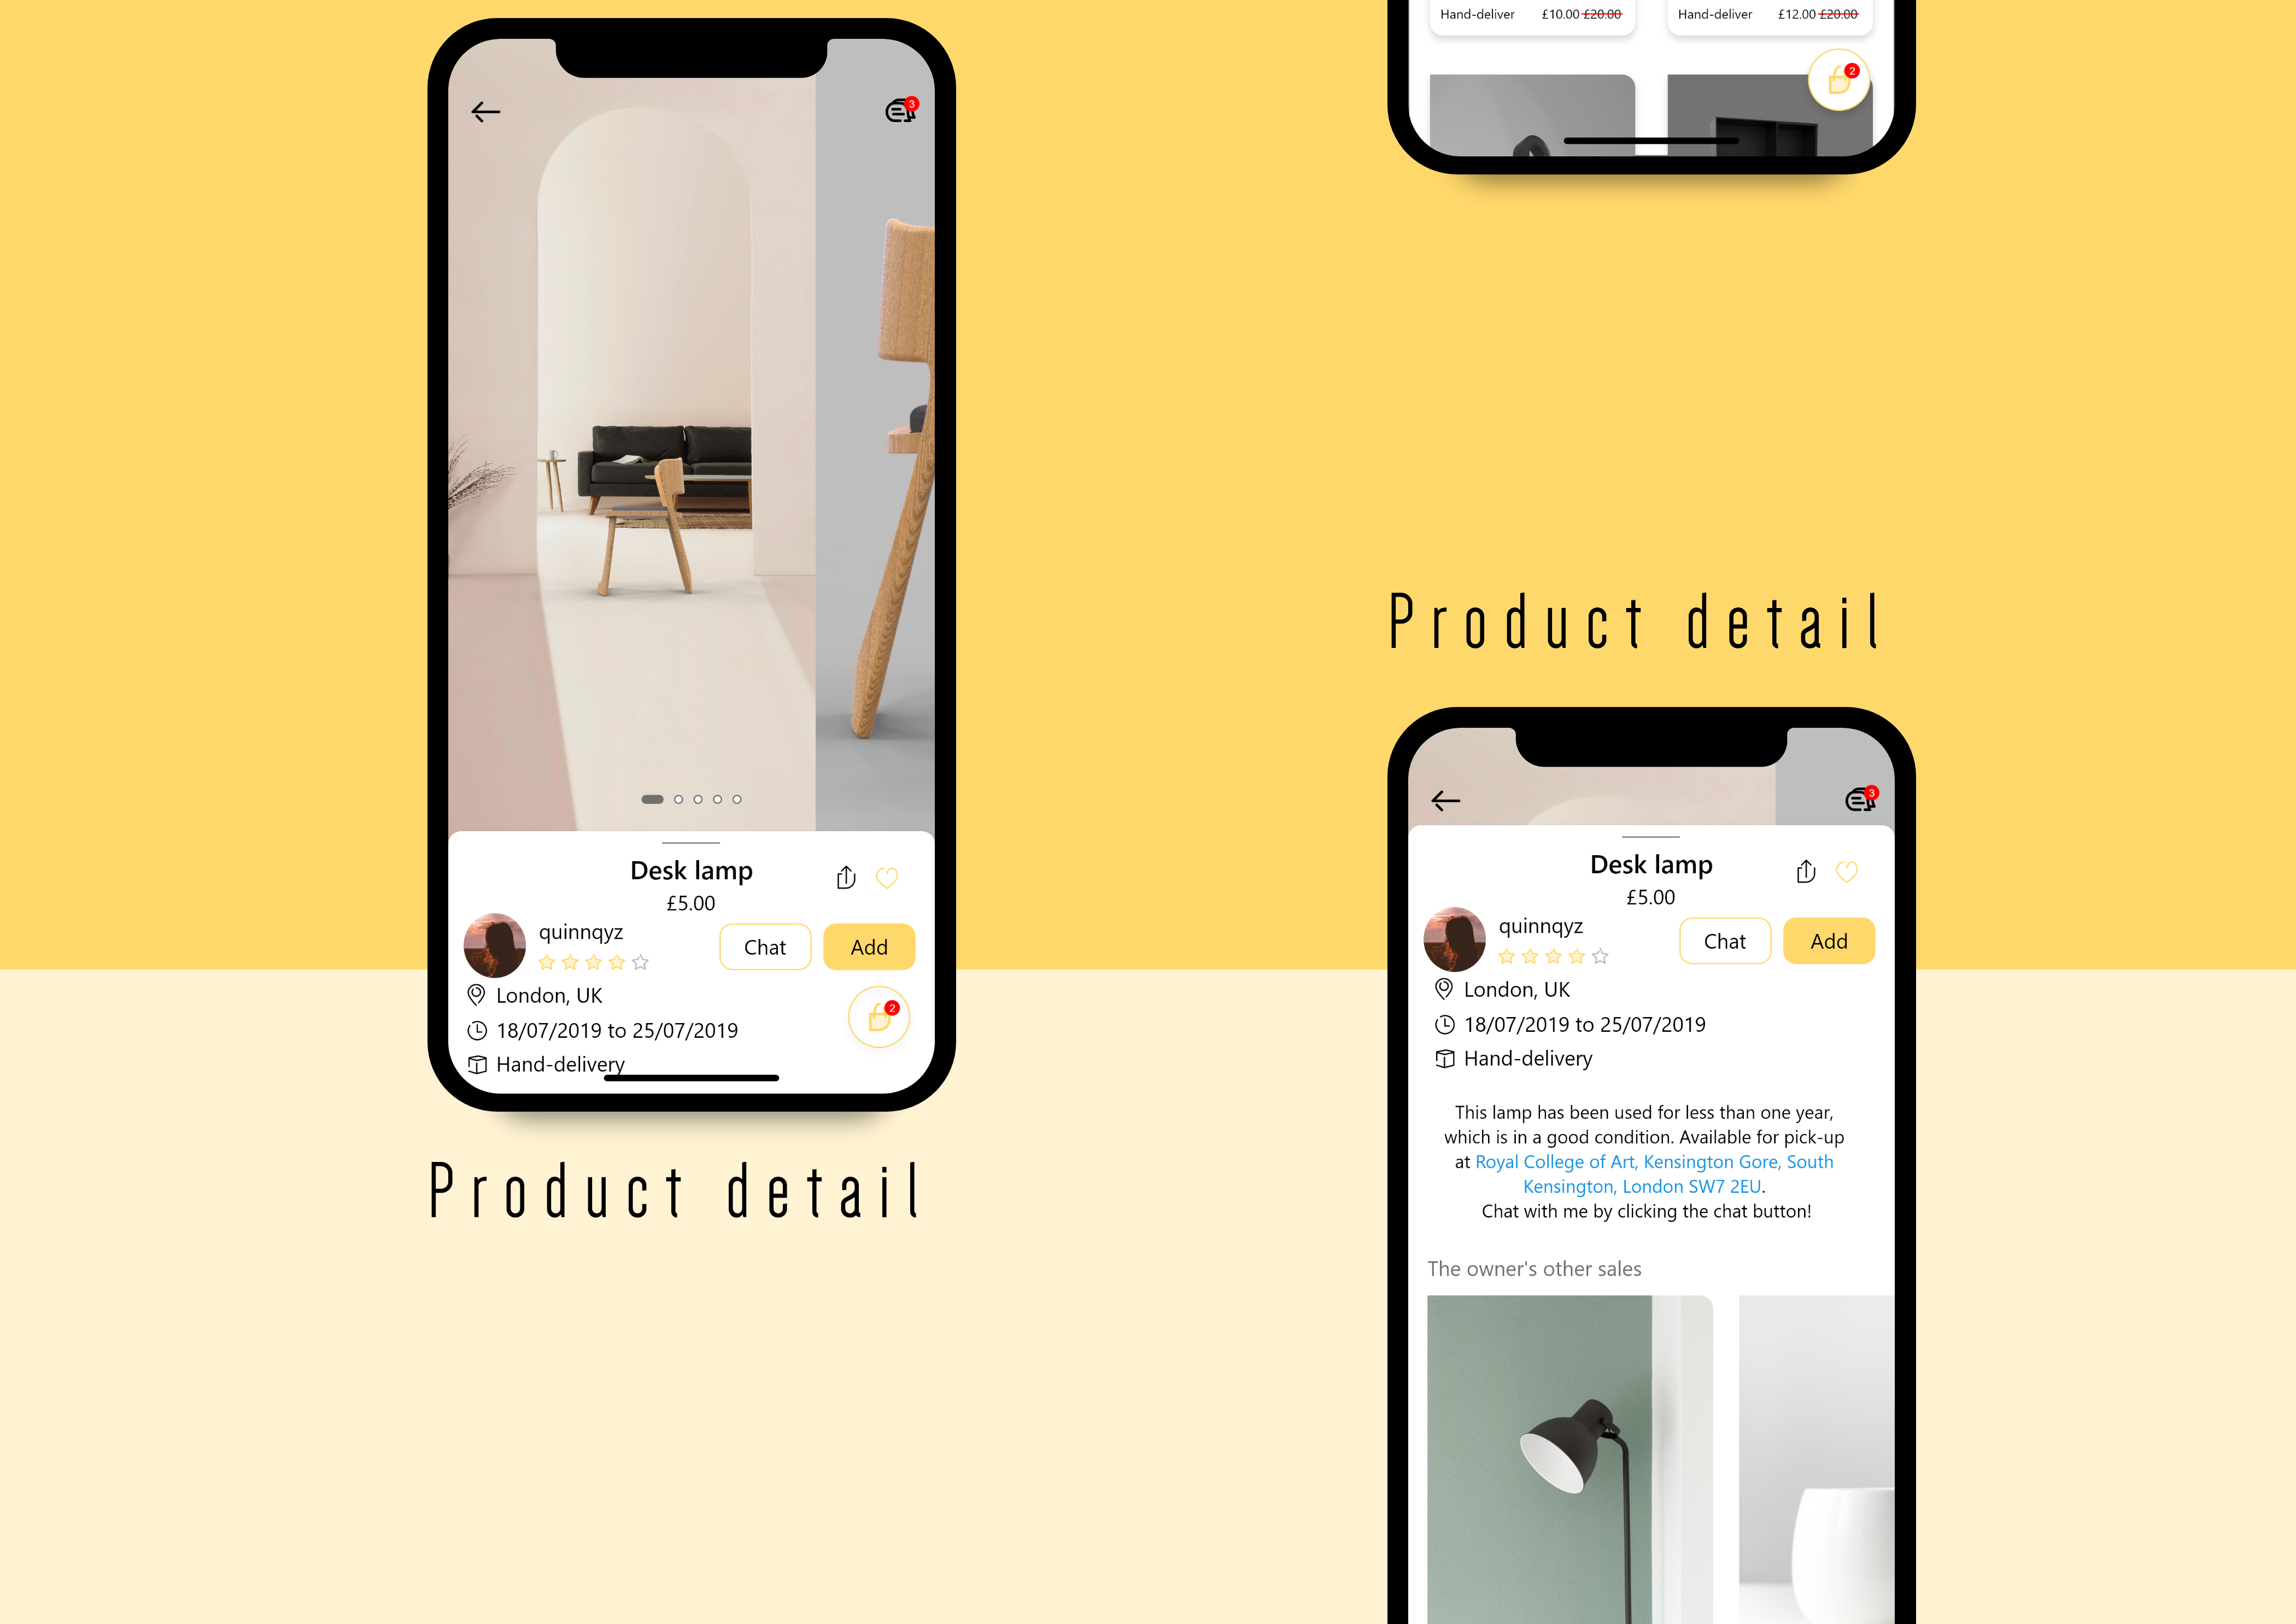 3
Desk lamp
£5.00
quinnqyz
Chat
Add
London, UK
18/07/2019 to 25/07/2019
2
Hand-delivery
Product detail
Hand-deliver £10.00 £20.00
Hand-deliver £12.00 £20.00
2
Product detail
3
Desk lamp
£5.00
quinnqyz
Chat
Add
London, UK
18/07/2019 to 25/07/2019
Hand-delivery
This lamp has been used for less than one year,
which is in a good condition. Available for pick-up
at Royal College of Art, Kensington Gore, South
Kensington, London SW7 2EU.
Chat with me by clicking the chat button!
The owner's other sales